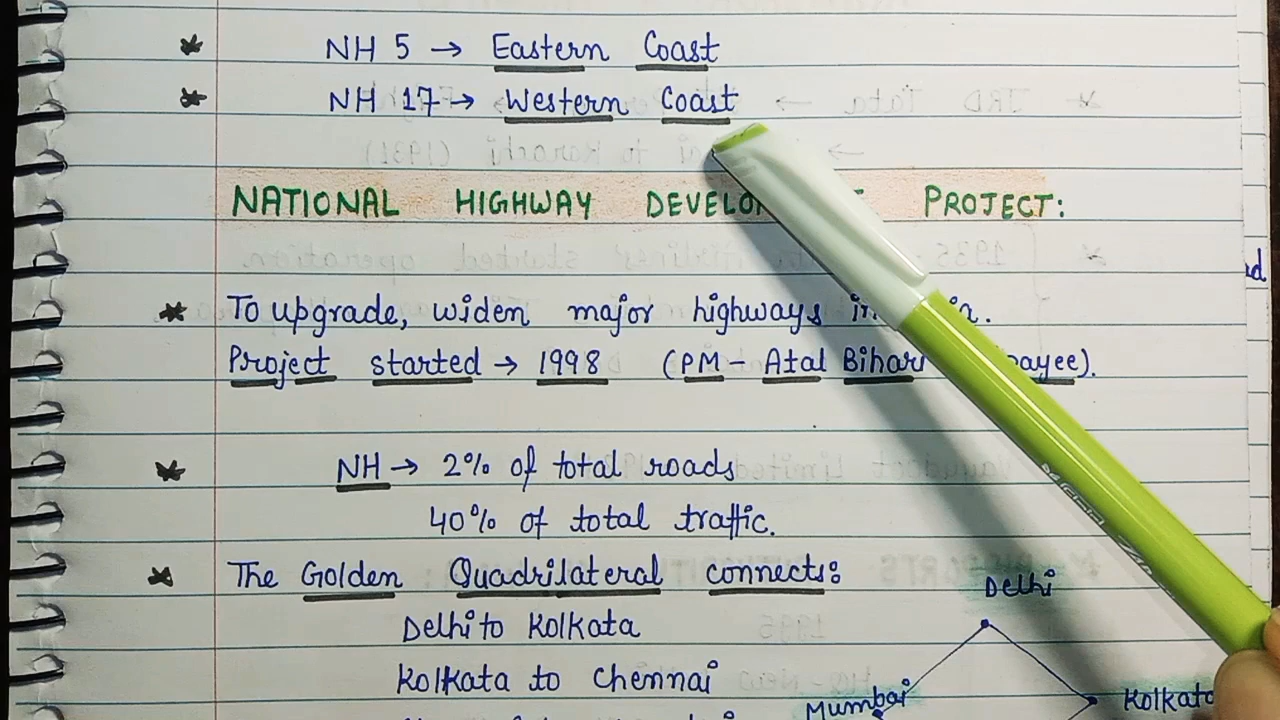 * NH 5 → Eastern Coast
* NH 17 → Western Coast
NATIONAL HIGHWAY PROJECT:
* To upgrade, widen major highways
Project started → 1998 (PM - Atal Bihari
* NH → 2% of total roads
40% of total traffic.
* The Golden Quadrilateral connects:
Delhi to Kolkata
Kolkata to Chennai
Delhi
Mumbai
Kolkata